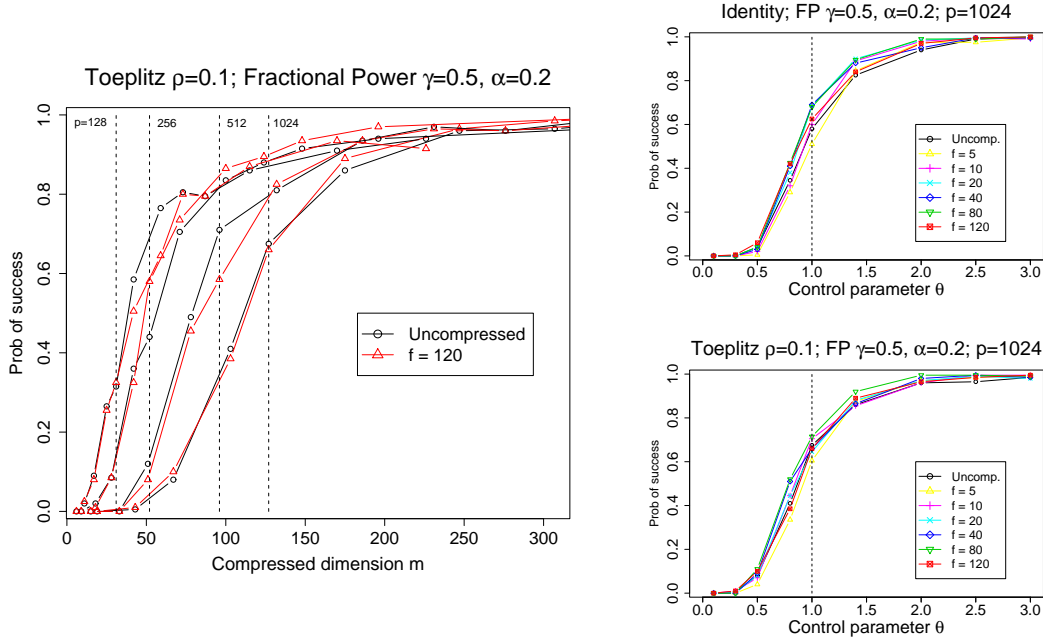 Toeplitz ρ=0.1; Fractional Power γ=0.5, α=0.2
p=128 256 512 1024
Prob of success
0.0 0.2 0.4 0.6 0.8 1.0
Uncompressed
f = 120
0 50 100 150 200 250 300
Compressed dimension m
Identity; FP γ=0.5, α=0.2; p=1024
Prob of success
0.0 0.2 0.4 0.6 0.8 1.0
Uncomp.
f = 5
f = 10
f = 20
f = 40
f = 80
f = 120
0.0 0.5 1.0 1.5 2.0 2.5 3.0
Control parameter θ
Toeplitz ρ=0.1; FP γ=0.5, α=0.2; p=1024
Prob of success
0.0 0.2 0.4 0.6 0.8 1.0
Uncomp.
f = 5
f = 10
f = 20
f = 40
f = 80
f = 120
0.0 0.5 1.0 1.5 2.0 2.5 3.0
Control parameter θ